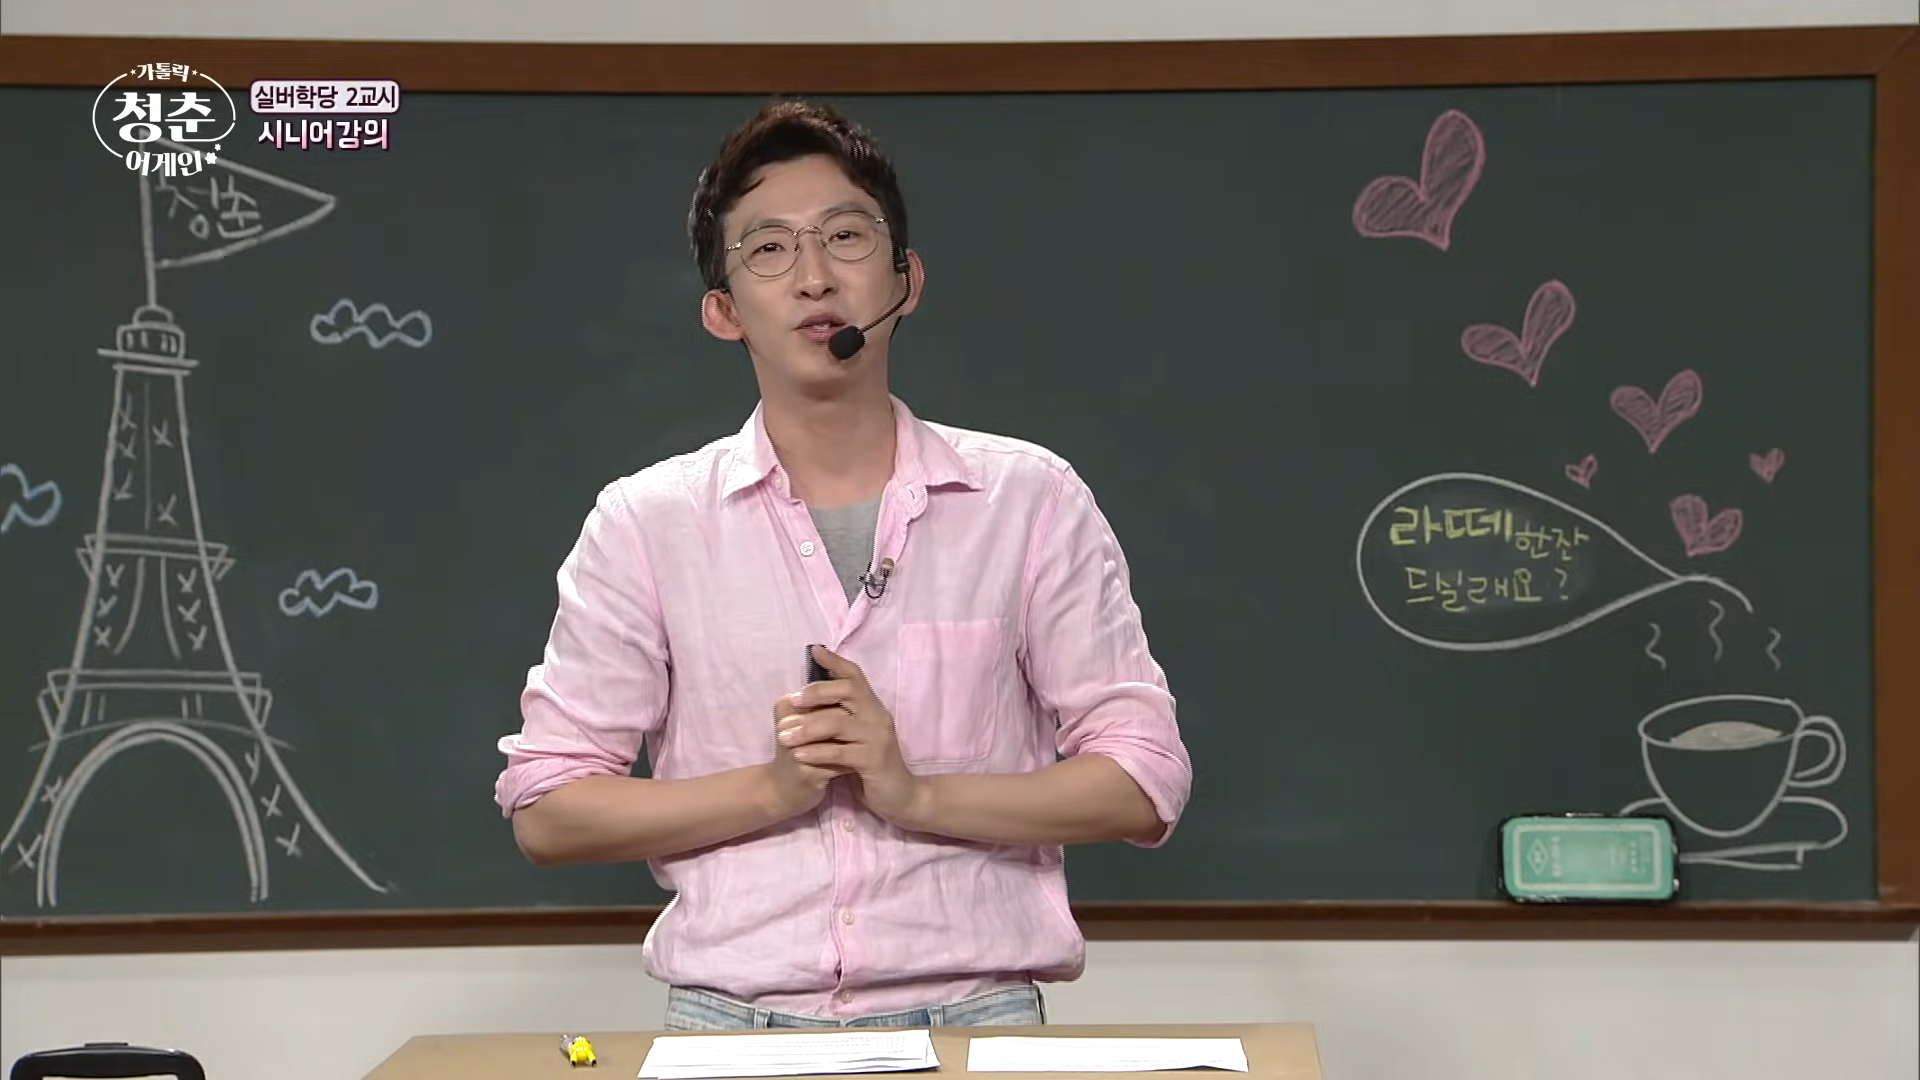 가톨릭
청춘
어게인
실버학당 2교시
시니어강의
청춘
라떼 한잔
드실래요?